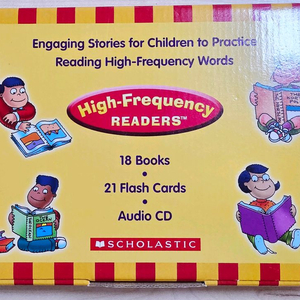 Engaging Stories for Children to Practice
Reading High-Frequency Words
High-Frequency
READERS™
18 Books
•
21 Flash Cards
•
Audio CD
SCHOLASTIC